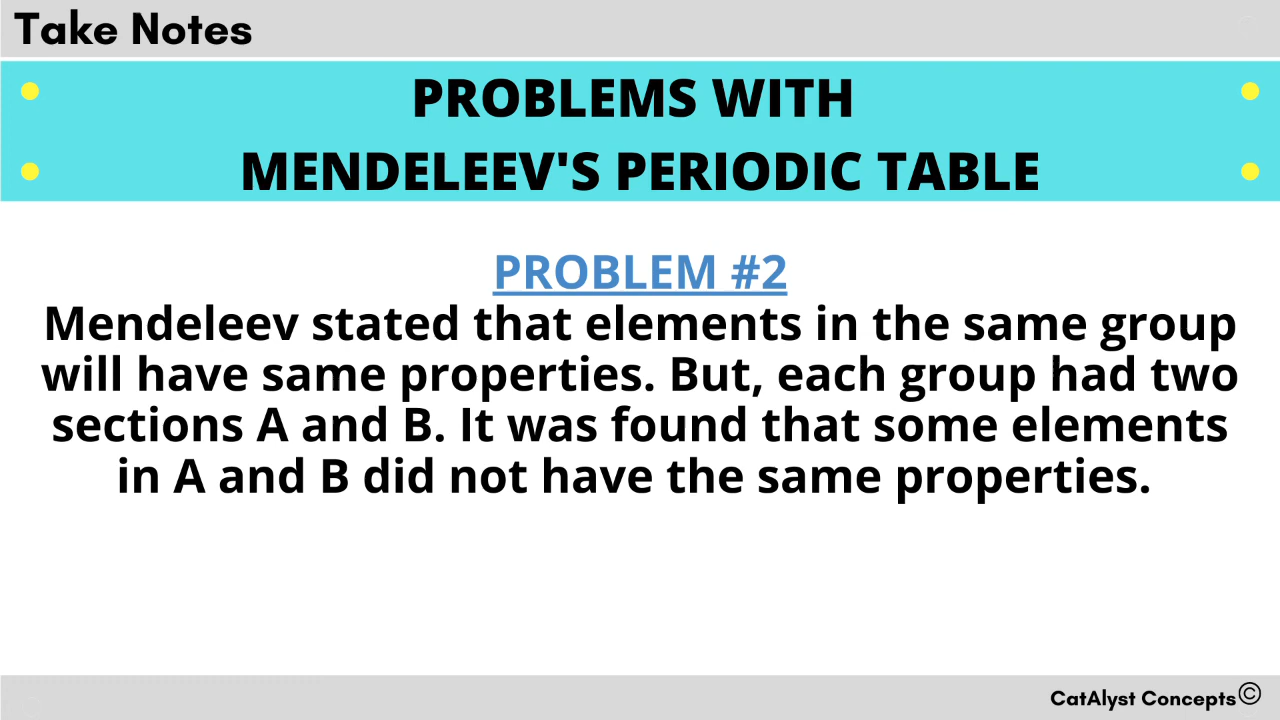 Take Notes
PROBLEMS WITH
MENDELEEV'S PERIODIC TABLE
PROBLEM #2
Mendeleev stated that elements in the same group
will have same properties. But, each group had two
sections A and B. It was found that some elements
in A and B did not have the same properties.
CatAlyst Concepts©